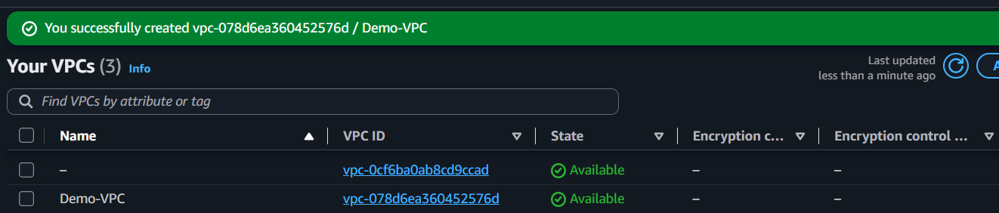 You successfully created vpc-078d6ea360452576d / Demo-VPC
Your VPCs (3) Info
Last updated
less than a minute ago
Find VPCs by attribute or tag
Name VPC ID State Encryption c... Encryption control ...
– vpc-0cf6ba0ab8cd9ccad Available – –
Demo-VPC vpc-078d6ea360452576d Available – –